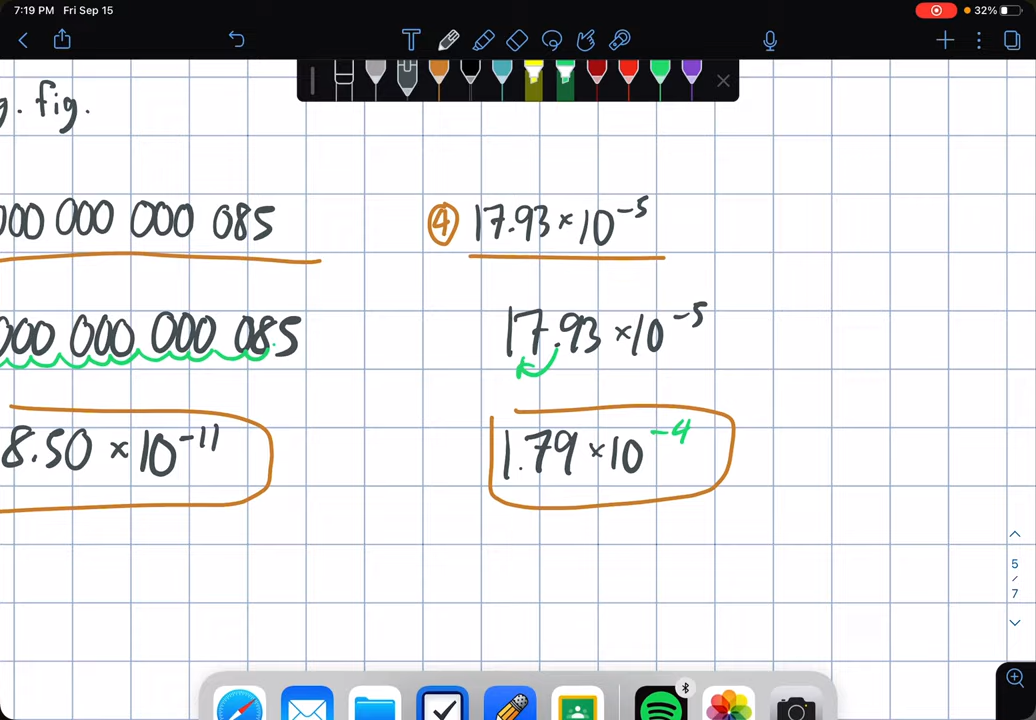 7:19 PM Fri Sep 15
32%
T
g. fig.
000 000 000 085
④ 17.93 × 10⁻⁵
000 000 000 085
17.93 × 10⁻⁵
8.50 × 10⁻¹¹
1.79 × 10⁻⁴
5
/
7